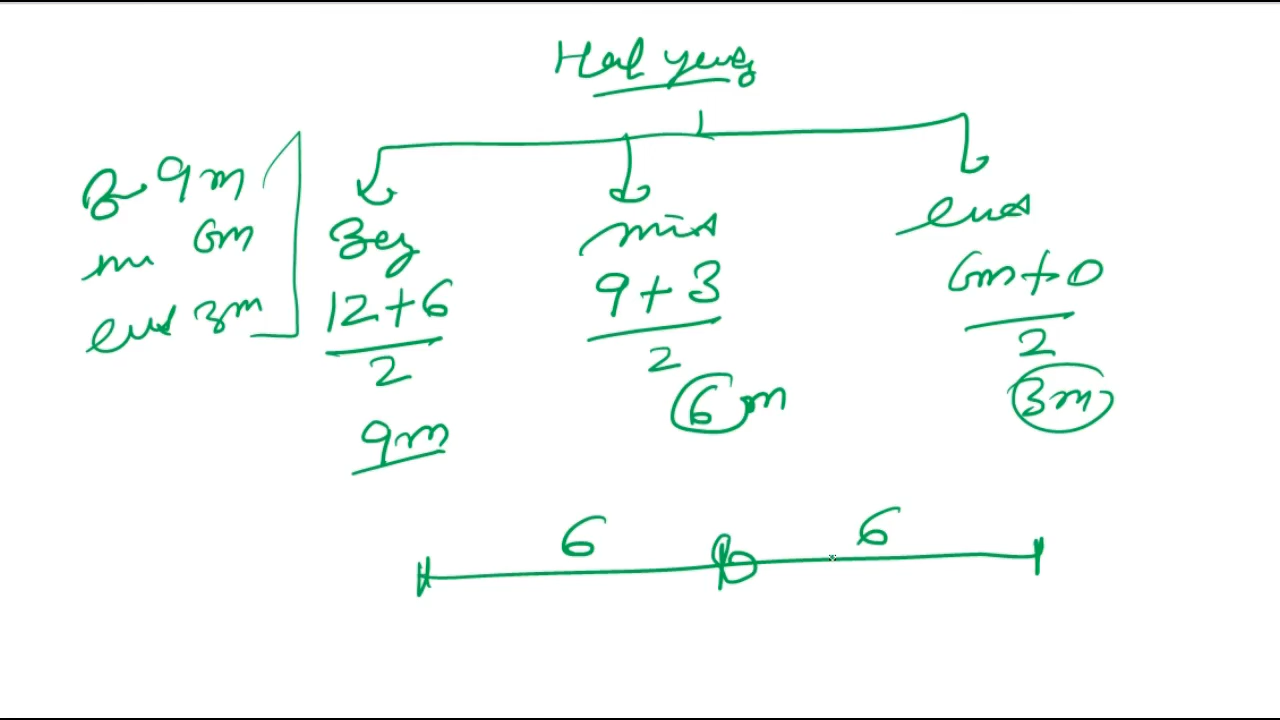 Half yearly
B 9m
m 6m
end 3m
Beg
12+6
2
9m
mid
9+3
2
6 m
end
6m+0
2
3m
6 6